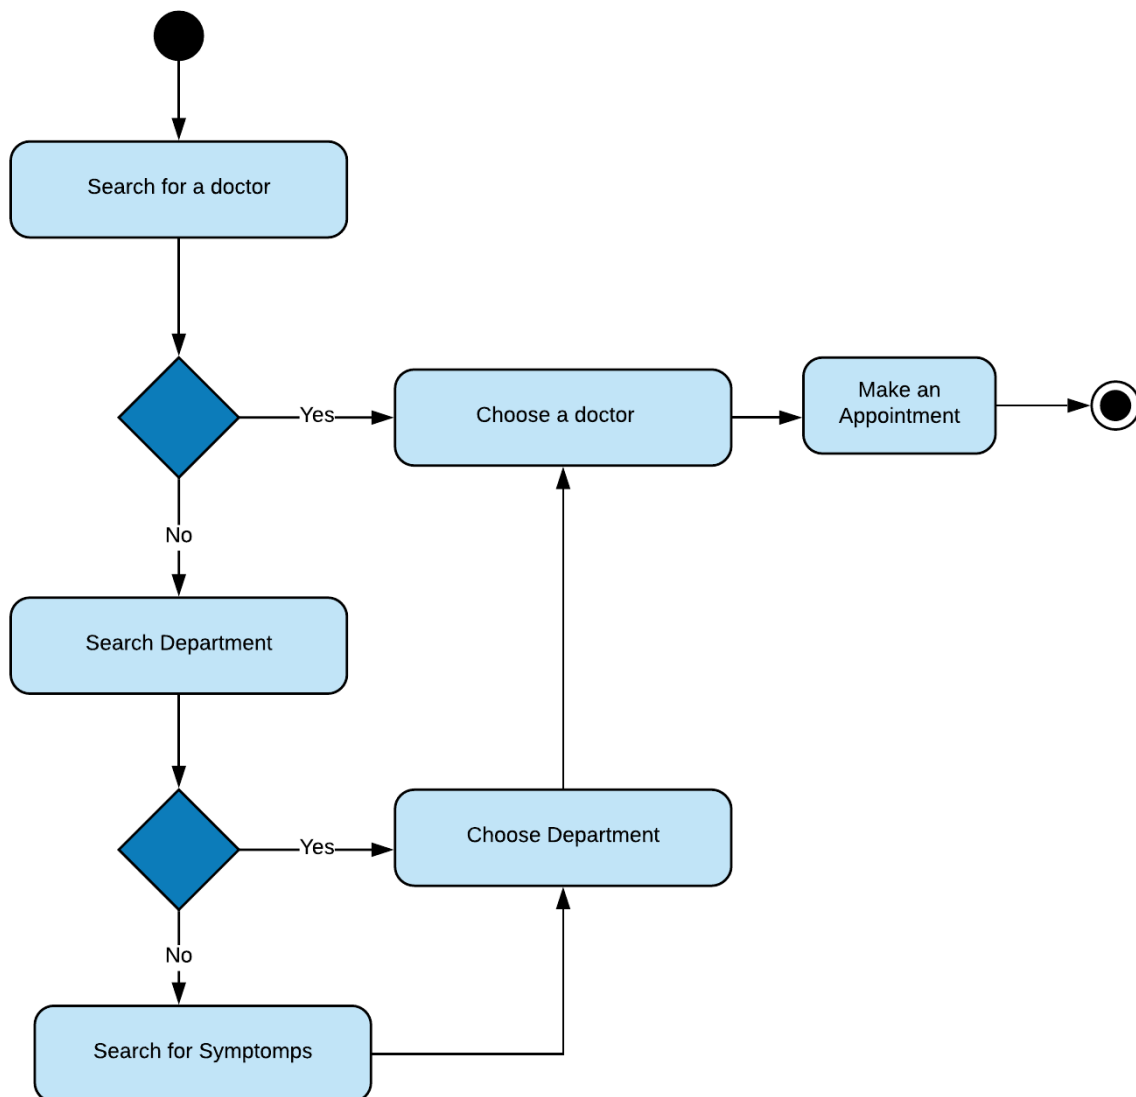 Search for a doctor
Yes
Choose a doctor
Make an
Appointment
No
Search Department
Yes
Choose Department
No
Search for Symptomps